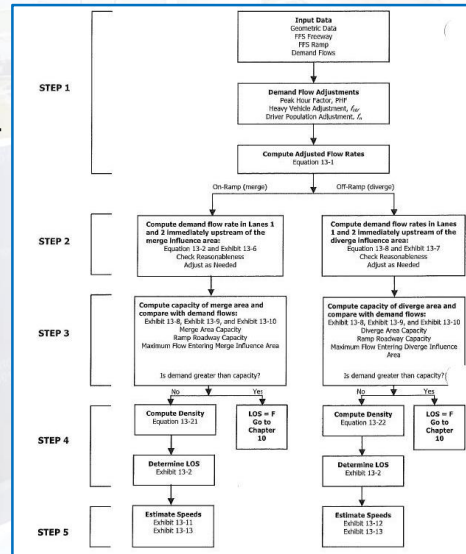 Input Data
Geometric Data
FFS Freeway
FFS Ramp
Demand Flows
STEP 1
Demand Flow Adjustments
Peak Hour Factor, PHF
Heavy Vehicle Adjustment, fHV
Driver Population Adjustment, fp
Compute Adjusted Flow Rates
Equation 13-1
On-Ramp (merge)
Off-Ramp (diverge)
STEP 2
Compute demand flow rate in Lanes 1
and 2 immediately upstream of the
merge influence area:
Equation 13-2 and Exhibit 13-6
Check Reasonableness
Adjust as Needed
Compute demand flow rates in Lanes
1 and 2 immediately upstream of the
diverge influence area:
Equation 13-8 and Exhibit 13-7
Check Reasonableness
Adjust as Needed
STEP 3
Compute capacity of merge area and
compare with demand flows:
Exhibit 13-8, Exhibit 13-9, and Exhibit 13-10
Merge Area Capacity
Ramp Roadway Capacity
Maximum Flow Entering Merge Influence Area
Is demand greater than capacity?
Compute capacity of diverge area and
compare with demand flows:
Exhibit 13-8, Exhibit 13-9, and Exhibit 13-10
Diverge Area Capacity
Ramp Roadway Capacity
Maximum Flow Entering Diverge Influence
Area
Is demand greater than capacity?
No
Yes
No
Yes
STEP 4
Compute Density
Equation 13-21
LOS = F
Go to
Chapter
10
Compute Density
Equation 13-22
LOS = F
Go to
Chapter
10
Determine LOS
Exhibit 13-2
Determine LOS
Exhibit 13-2
STEP 5
Estimate Speeds
Exhibit 13-11
Exhibit 13-13
Estimate Speeds
Exhibit 13-12
Exhibit 13-13